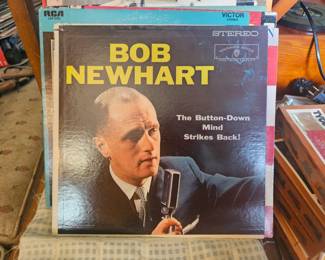 RCA
VICTOR
STEREO
BOB
NEWHART
The Button-Down
Mind
Strikes Back!